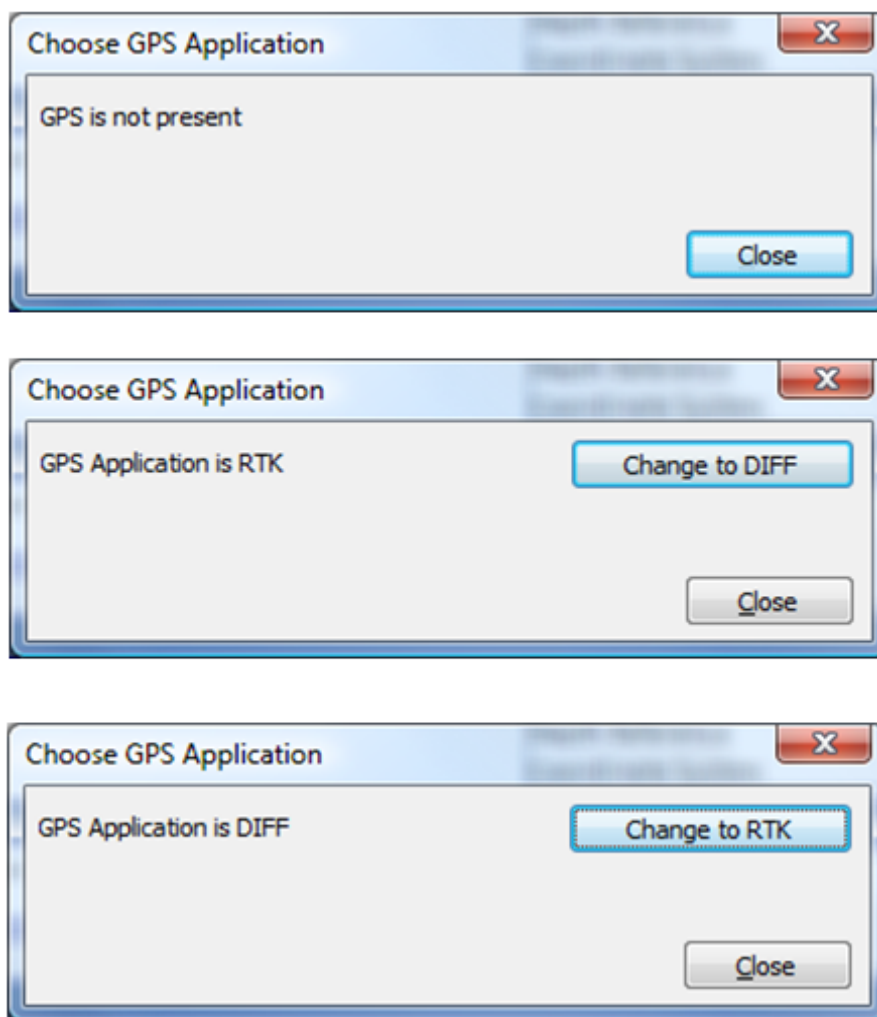 Choose GPS Application
GPS is not present
Close
Choose GPS Application
GPS Application is RTK
Change to DIFF
Close
Choose GPS Application
GPS Application is DIFF
Change to RTK
Close